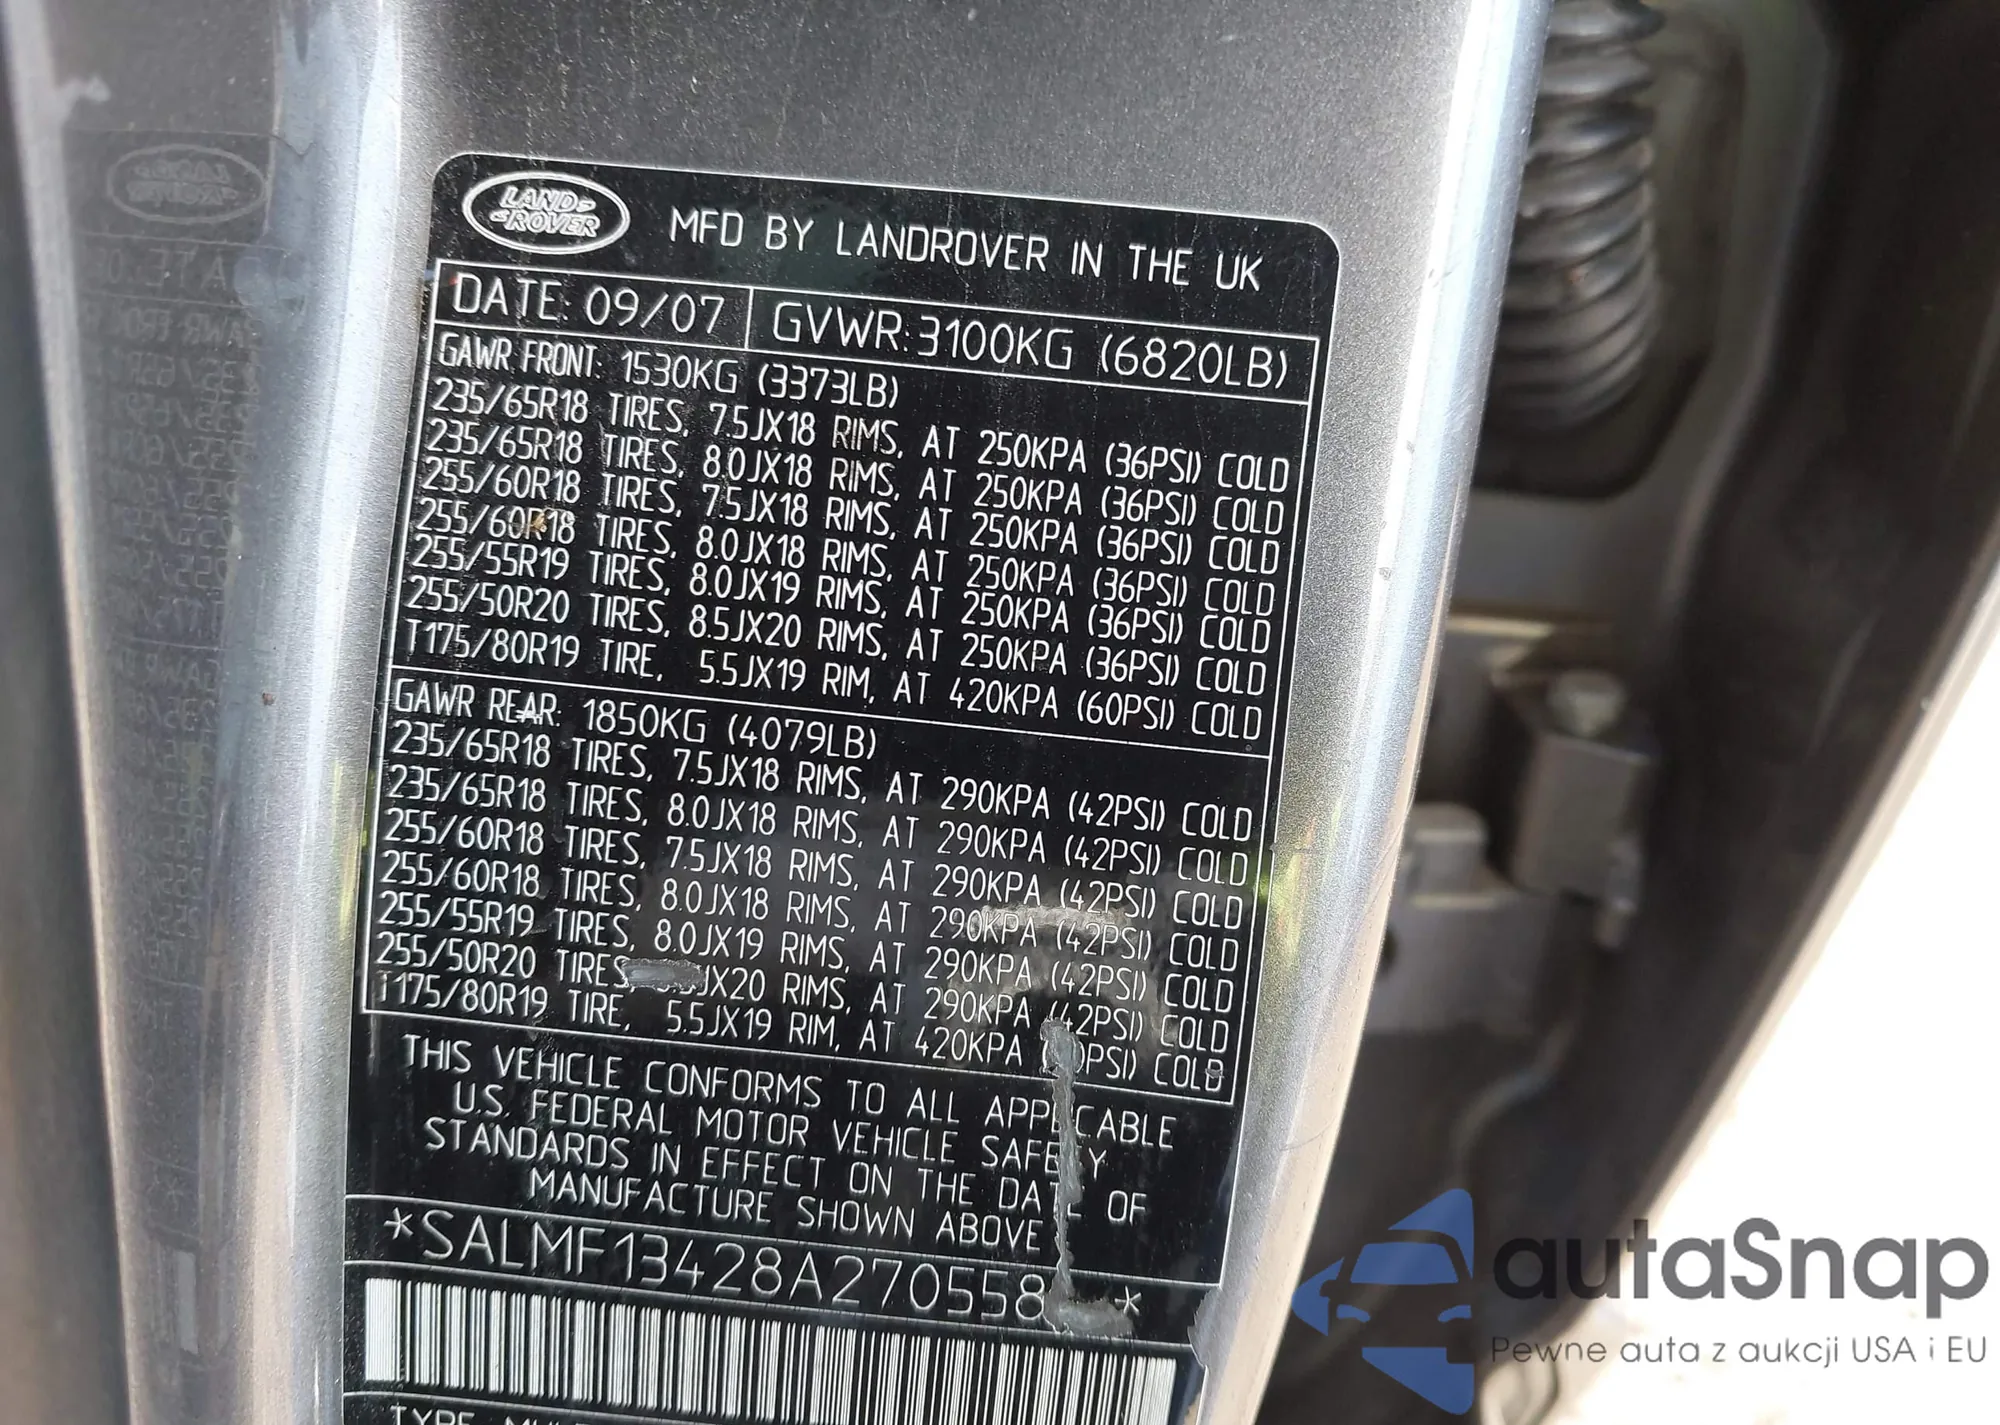 LAND ROVER
MFD BY LANDROVER IN THE UK
DATE: 09/07 GVWR: 3100KG (6820LB)
GAWR FRONT: 1530KG (3373LB)
235/65R18 TIRES, 7.5JX18 RIMS, AT 250KPA (36PSI) COLD
235/65R18 TIRES, 8.0JX18 RIMS, AT 250KPA (36PSI) COLD
255/60R18 TIRES, 7.5JX18 RIMS, AT 250KPA (36PSI) COLD
255/60R18 TIRES, 8.0JX18 RIMS, AT 250KPA (36PSI) COLD
255/55R19 TIRES, 8.0JX19 RIMS, AT 250KPA (36PSI) COLD
255/50R20 TIRES, 8.5JX20 RIMS, AT 250KPA (36PSI) COLD
T175/80R19 TIRE, 5.5JX19 RIM, AT 420KPA (60PSI) COLD
GAWR REAR: 1850KG (4079LB)
235/65R18 TIRES, 7.5JX18 RIMS, AT 290KPA (42PSI) COLD
235/65R18 TIRES, 8.0JX18 RIMS, AT 290KPA (42PSI) COLD
255/60R18 TIRES, 7.5JX18 RIMS, AT 290KPA (42PSI) COLD
255/60R18 TIRES, 8.0JX18 RIMS, AT 290KPA (42PSI) COLD
255/55R19 TIRES, 8.0JX19 RIMS, AT 290KPA (42PSI) COLD
255/50R20 TIRES RIMS, AT 290KPA (42PSI) COLD
T175/80R19 TIRE, 5.5JX19 RIM, AT 420KPA COLD
THIS VEHICLE CONFORMS TO ALL APPLICABLE
U.S. FEDERAL MOTOR VEHICLE SAFETY
STANDARDS IN EFFECT ON THE DATE OF
MANUFACTURE SHOWN ABOVE
*SALMF13428A270558 *
TYPE
autaSnap
Pewne auta z aukcji USA i EU